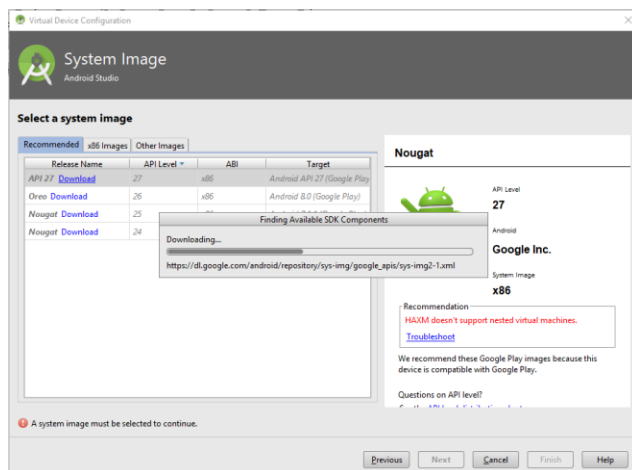 Virtual Device Configuration
System Image
Android Studio
Select a system image
Recommended x86 Images Other Images
Release Name API Level ABI Target
API 27 Download 27 x86 Android API 27 (Google Play
Oreo Download 26 x86 Android 8.0 (Google Play)
Nougat Download 25
Nougat Download 24
Finding Available SDK Components
Downloading...
https://dl.google.com/android/repository/sys-img/google_apis/sys-img2-1.xml
Nougat
API Level
27
Android
Google Inc.
System Image
x86
Recommendation
HAXM doesn't support nested virtual machines.
Troubleshoot
We recommend these Google Play images because this
device is compatible with Google Play.
Questions on API level?
A system image must be selected to continue.
Previous Next Cancel Finish Help